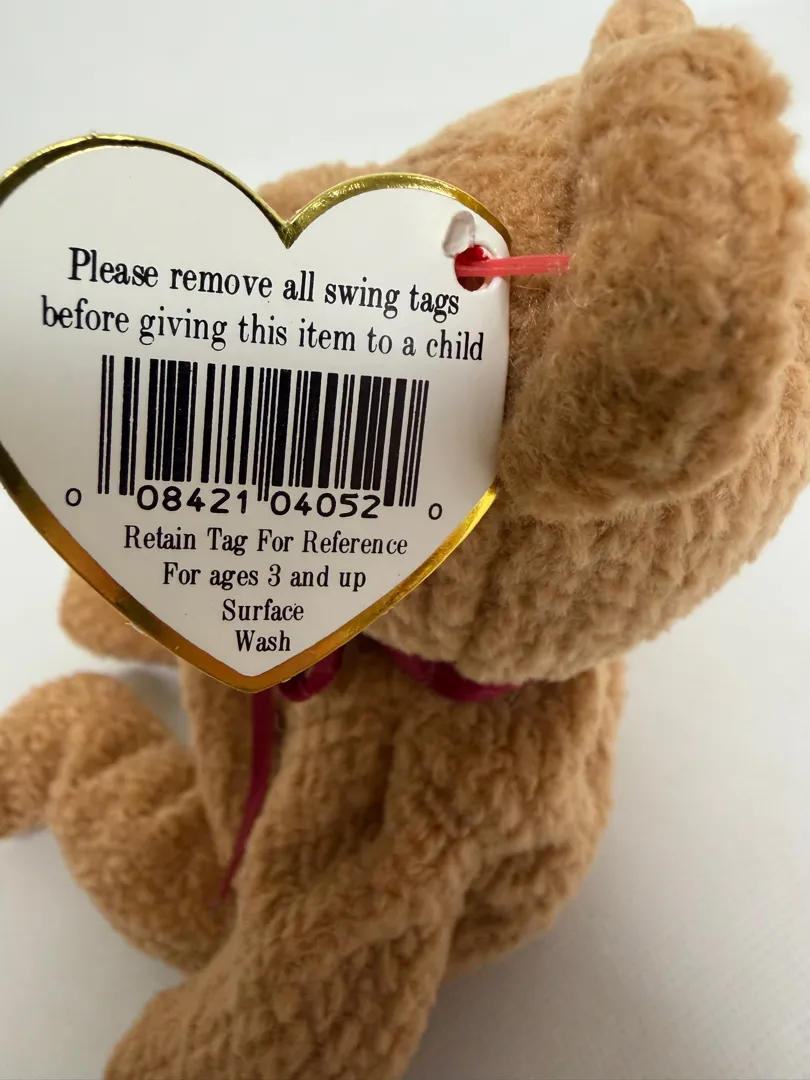 Please remove all swing tags
before giving this item to a child
0 08421 04052 0
Retain Tag For Reference
For ages 3 and up
Surface
Wash